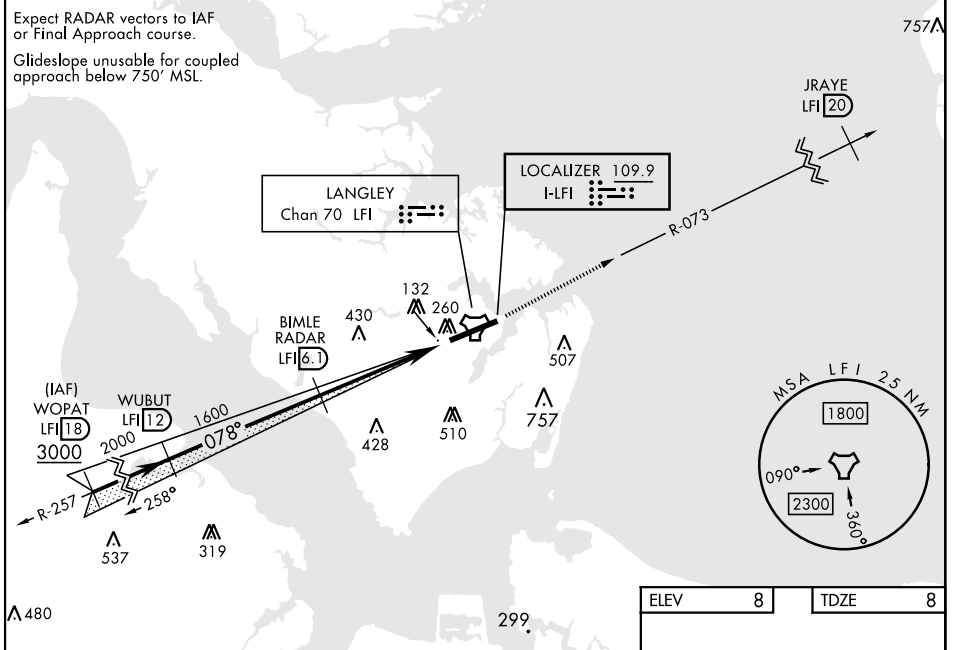 Expect RADAR vectors to IAF
or Final Approach course.
Glideslope unusable for coupled
approach below 750' MSL.
757
JRAYE
LFI 20
LOCALIZER 109.9
I-LFI
LANGLEY
Chan 70 LFI
R-073
132
260
430
BIMLE
RADAR
LFI 6.1
507
(IAF)
WOPAT
LFI 18
3000
WUBUT
LFI 12
2000
1600
078°
428
510
757
R-257
258°
537
319
MSA LFI 25 NM
1800
090°
2300
360°
480
299
ELEV 8
TDZE 8